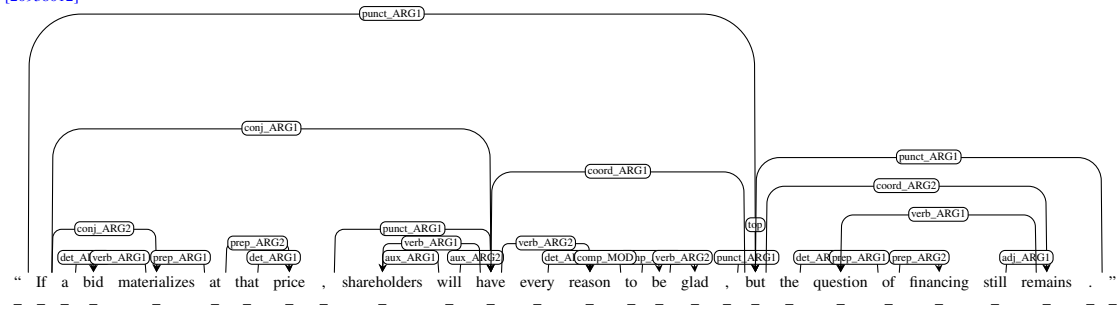 punct_ARG1
conj_ARG1
punct_ARG1
coord_ARG1
coord_ARG2
verb_ARG1
top
conj_ARG2 punct_ARG1
prep_ARG2 verb_ARG1 verb_ARG2
verb_ARG1 prep_ARG1 det_ARG1 aux_ARG1 aux_ARG2 comp_MOD verb_ARG2 punct_ARG1 prep_ARG1 prep_ARG2 adj_ARG1
“ If a bid materializes at that price , shareholders will have every reason to be glad , but the question of financing still remains . ”
_ _ _ _ _ _ _ _ _ _ _ _ _ _ _ _ _ _ _ _ _ _ _ _ _ _ _